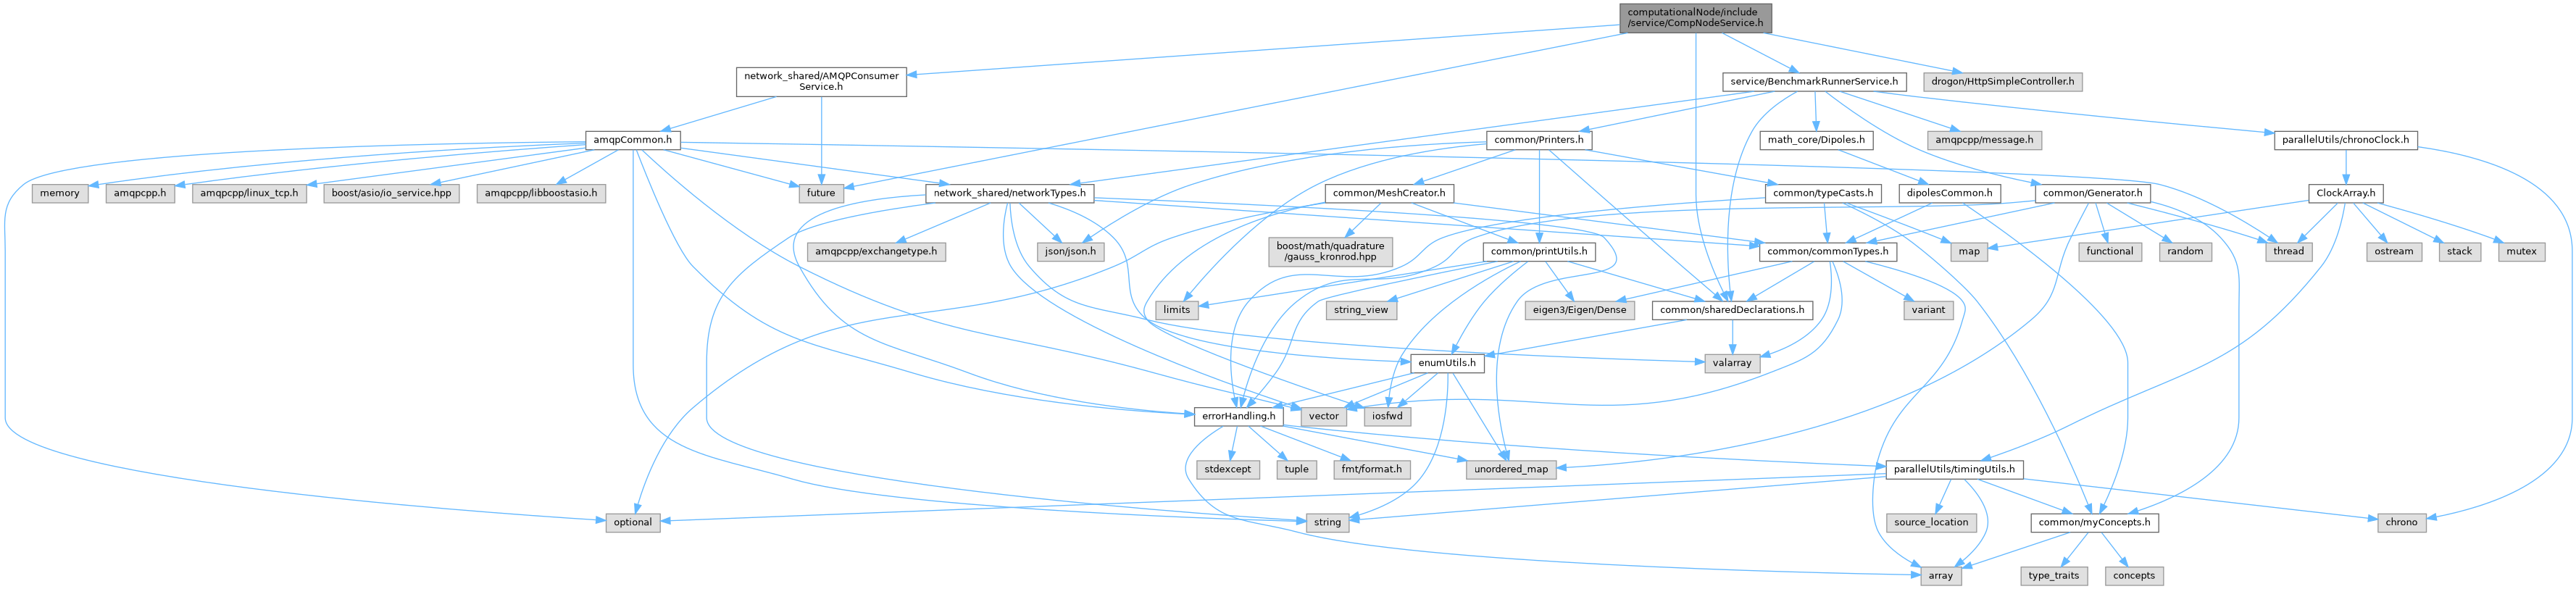 computationalNode/include
/service/CompNodeService.h
network_shared/AMQPConsumer
Service.h
service/BenchmarkRunnerService.h
drogon/HttpSimpleController.h
amqpCommon.h
common/Printers.h
math_core/Dipoles.h
amqpcpp/message.h
parallelUtils/chronoClock.h
memory
amqpcpp.h
amqpcpp/linux_tcp.h
boost/asio/io_service.hpp
amqpcpp/libboostasio.h
future
network_shared/networkTypes.h
common/MeshCreator.h
common/typeCasts.h
dipolesCommon.h
common/Generator.h
ClockArray.h
amqpcpp/exchangetype.h
json/json.h
boost/math/quadrature
/gauss_kronrod.hpp
common/printUtils.h
common/commonTypes.h
map
functional
random
thread
ostream
stack
mutex
limits
string_view
eigen3/Eigen/Dense
common/sharedDeclarations.h
variant
enumUtils.h
valarray
errorHandling.h
vector
iosfwd
stdexcept
tuple
fmt/format.h
unordered_map
parallelUtils/timingUtils.h
optional
string
source_location
common/myConcepts.h
chrono
array
type_traits
concepts